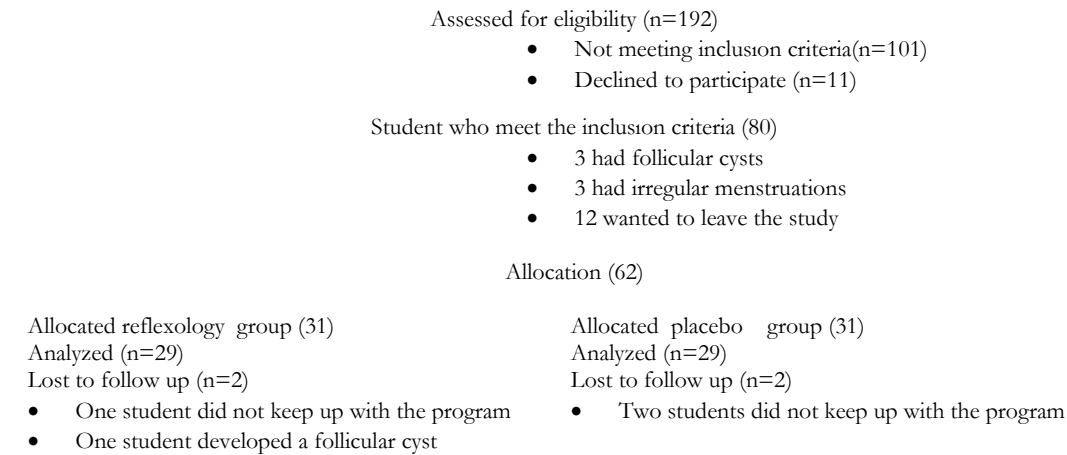 Assessed for eligibility (n=192)
• Not meeting inclusıon criteria(n=101)
• Declined to participate (n=11)
Student who meet the inclusıon criteria (80)
• 3 had follicular cysts
• 3 had irregular menstruations
• 12 wanted to leave the study
Allocation (62)
Allocated reflexology group (31)
Analyzed (n=29)
Lost to follow up (n=2)
• One student did not keep up with the program
• One student developed a follicular cyst
Allocated placebo group (31)
Analyzed (n=29)
Lost to follow up (n=2)
• Two students did not keep up with the program